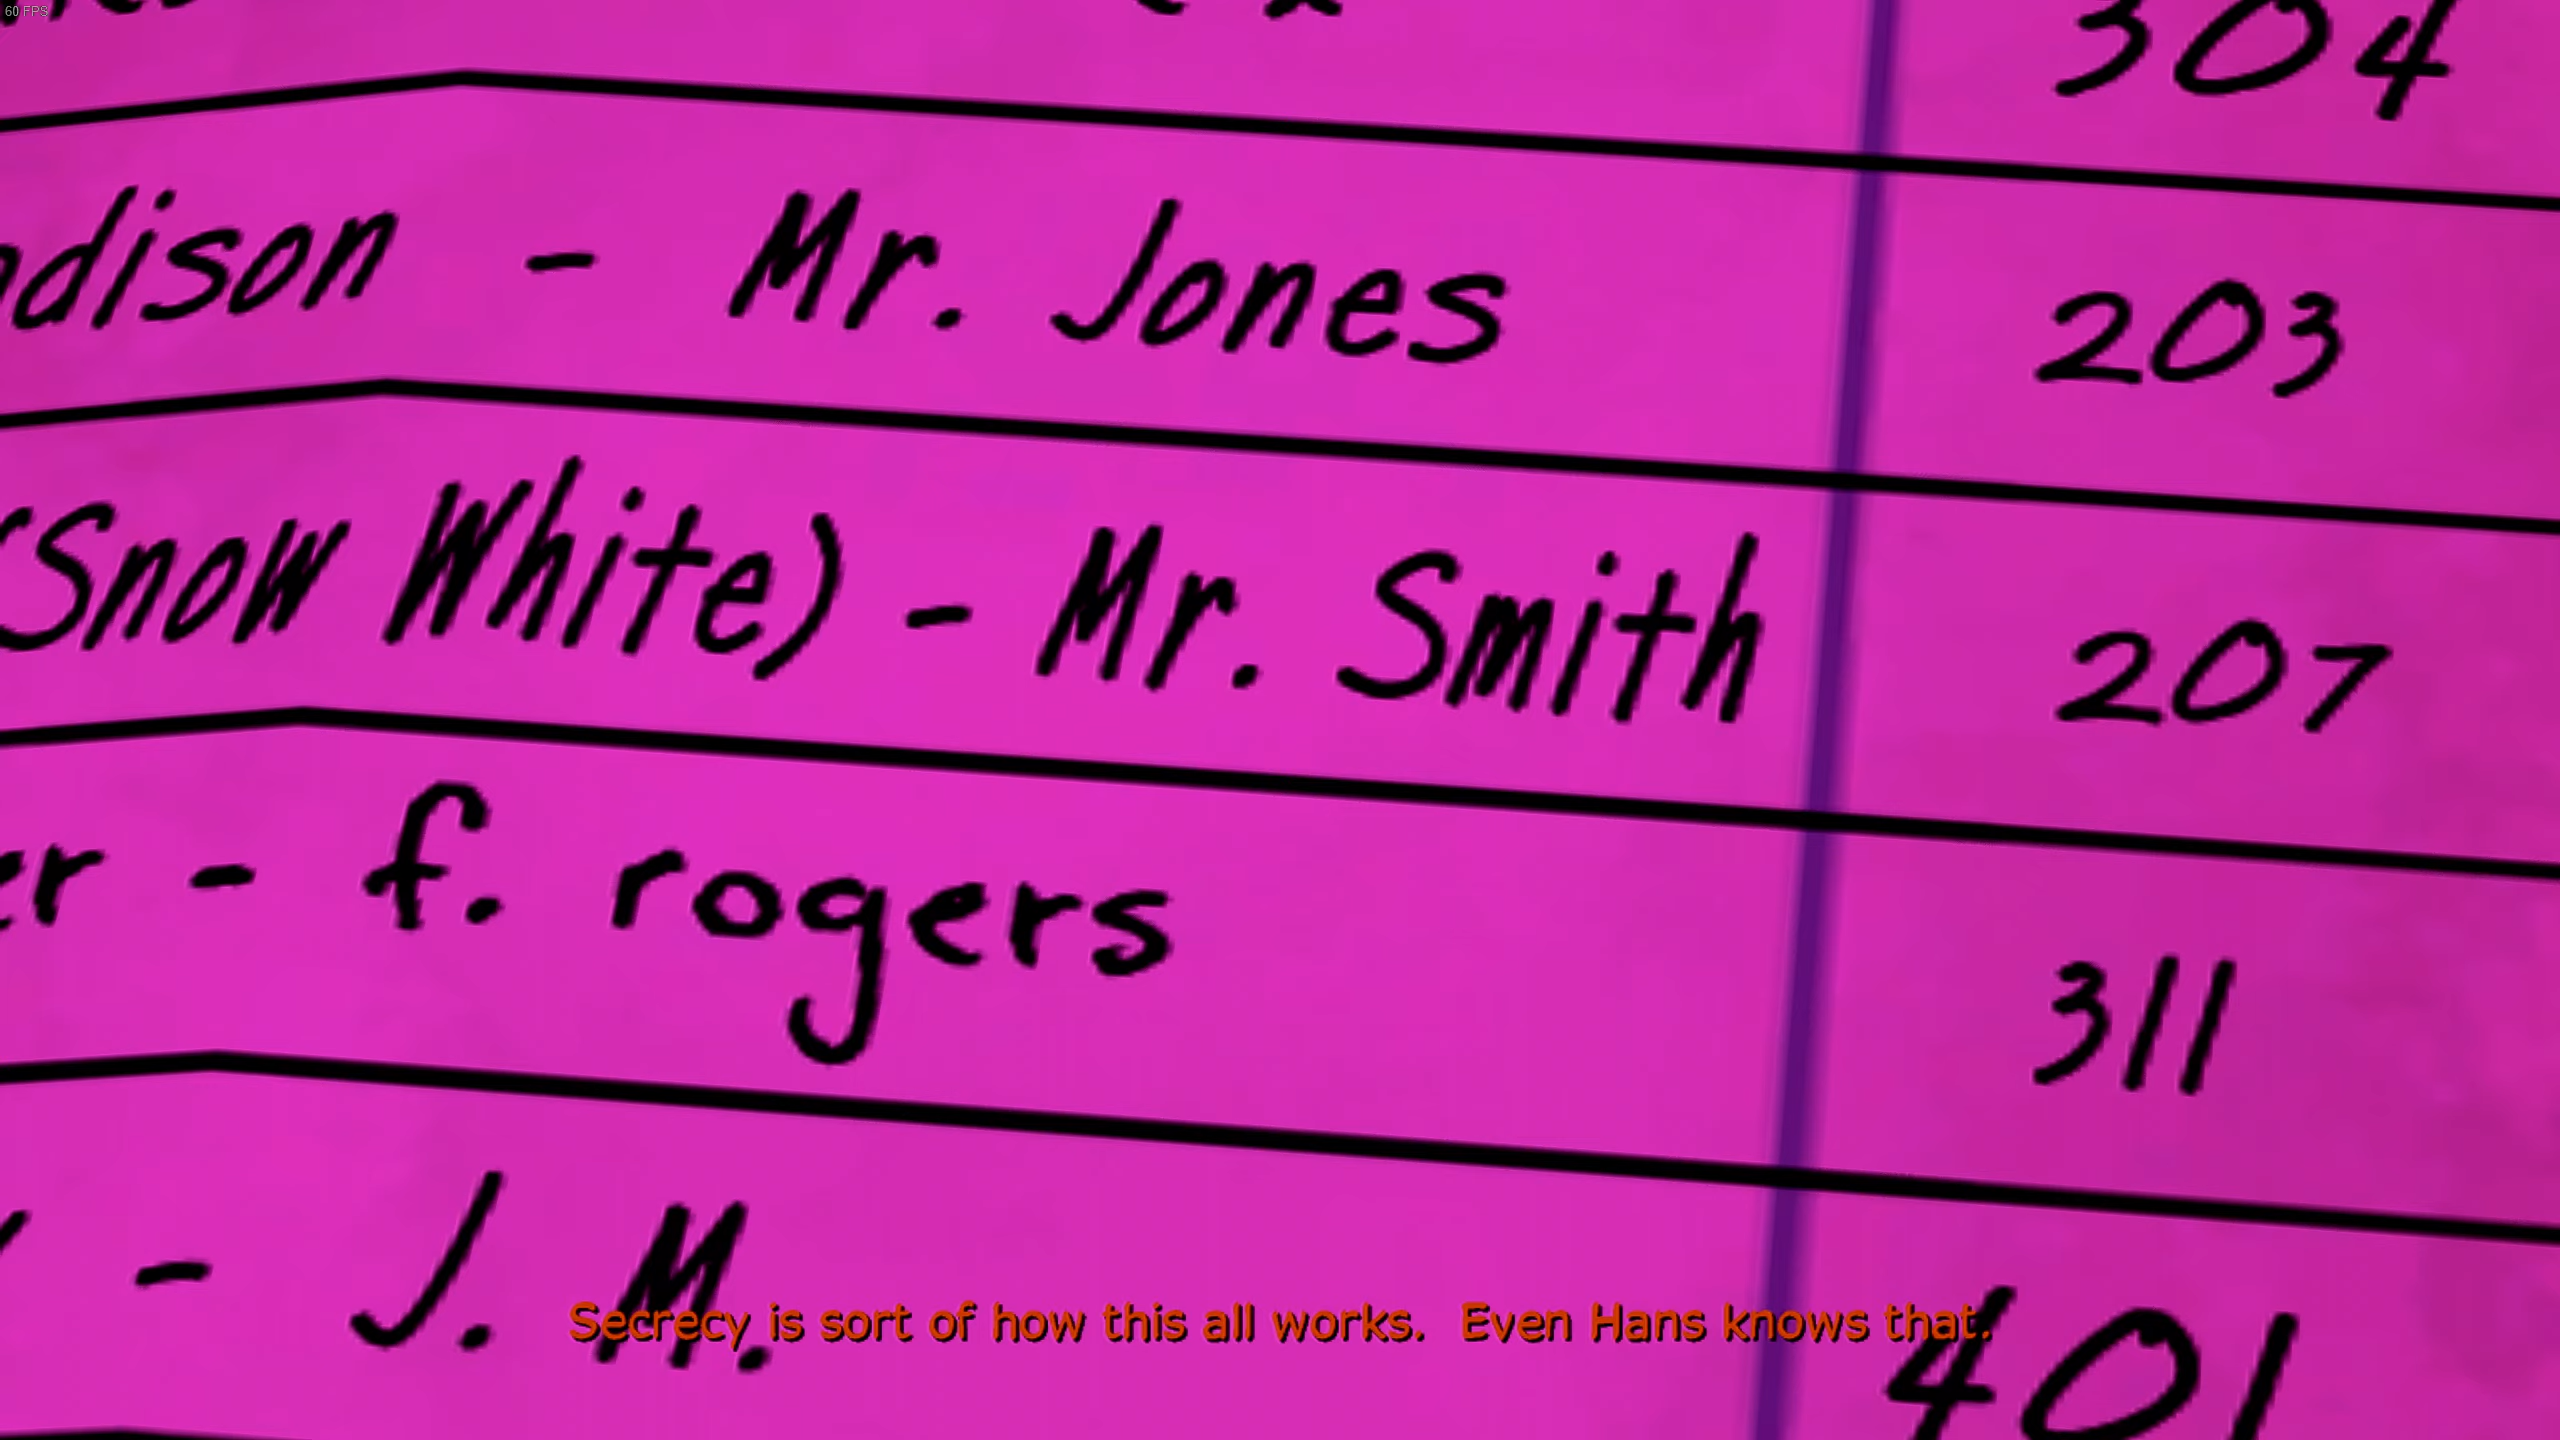 60 FPS
304
adison - Mr. Jones 203
(Snow White) - Mr. Smith 207
er - f. rogers 311
- J. M. 401
Secrecy is sort of how this all works. Even Hans knows that.